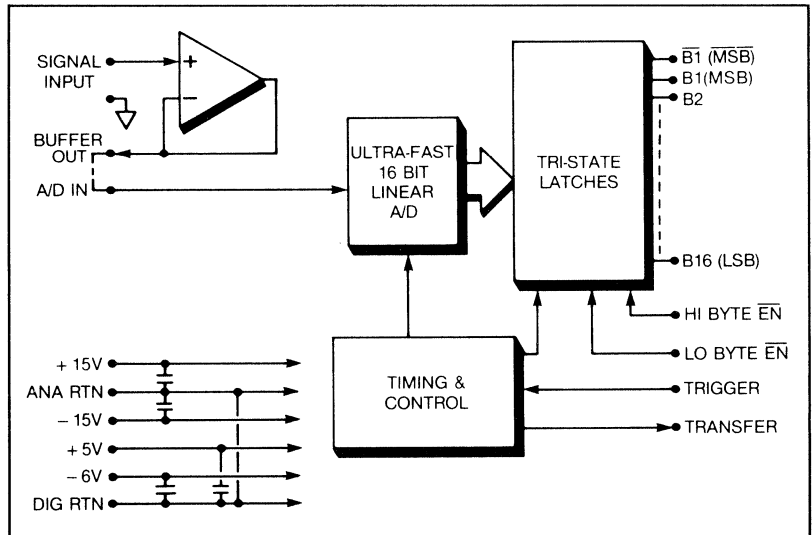 SIGNAL
INPUT
+
−
BUFFER
OUT
A/D IN
ULTRA-FAST
16 BIT
LINEAR
A/D
TRI-STATE
LATCHES
B1 (MSB)
B1(MSB)
B2
B16 (LSB)
HI BYTE EN
LO BYTE EN
TRIGGER
TRANSFER
TIMING &
CONTROL
+ 15V
ANA RTN
− 15V
+ 5V
− 6V
DIG RTN